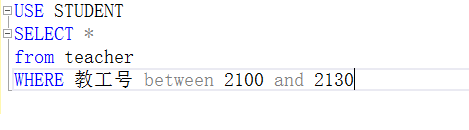 USE STUDENT
SELECT *
from teacher
WHERE 教工号 between 2100 and 2130